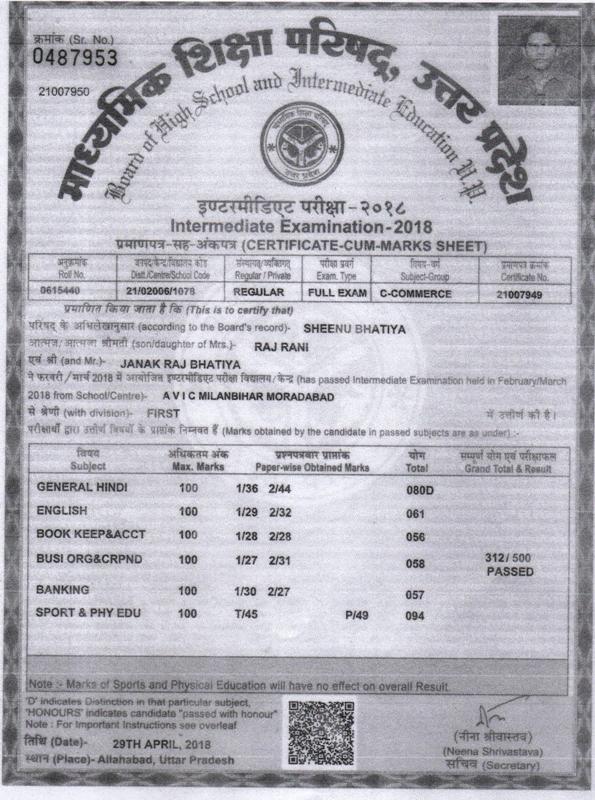 क्रमांक (Sr. No.)
0487953
21007950
माध्यमिक शिक्षा परिषद्, उत्तर प्रदेश
Board of High School and Intermediate Education U.P.
इण्टरमीडिएट परीक्षा-२०१८
Intermediate Examination-2018
प्रमाणपत्र-सह-अंकपत्र (CERTIFICATE-CUM-MARKS SHEET)
अनुक्रमांक जनपद/केन्द्र/विद्यालय कोड संस्थागत/व्यक्तिगत परीक्षा प्रकार विषय-वर्ग प्रमाणपत्र क्रमांक
Roll No. Distt./Centre/School Code Regular / Private Exam. Type Subject-Group Certificate No.
0615440 21/02006/1078 REGULAR FULL EXAM C-COMMERCE 21007949
प्रमाणित किया जाता है कि (This is to certify that)
परिषद् के अभिलेखानुसार (according to the Board's record)- SHEENU BHATIYA
आत्मज/आत्मजा श्रीमती (son/daughter of Mrs.)- RAJ RANI
एवं श्री (and Mr.)- JANAK RAJ BHATIYA
ने फरवरी/मार्च 2018 में आयोजित इण्टरमीडिएट परीक्षा विद्यालय/केन्द्र (has passed Intermediate Examination held in February/March
2018 from School/Centre)- A V I C MILANBIHAR MORADABAD
से श्रेणी (with division)- FIRST में उत्तीर्ण की है।
परीक्षार्थी द्वारा उत्तीर्ण विषयों के प्राप्तांक निम्नवत हैं (Marks obtained by the candidate in passed subjects are as under) :-
विषय अधिकतम अंक प्रश्नपत्रवार प्राप्तांक योग सम्पूर्ण योग एवं परीक्षाफल
Subject Max. Marks Paper-wise Obtained Marks Total Grand Total & Result
GENERAL HINDI 100 1/36 2/44 080D
ENGLISH 100 1/29 2/32 061
BOOK KEEP&ACCT 100 1/28 2/28 056
BUSI ORG&CRPND 100 1/27 2/31 058 312/500
PASSED
BANKING 100 1/30 2/27 057
SPORT & PHY EDU 100 T/45 P/49 094
Note :- Marks of Sports and Physical Education will have no effect on overall Result.
'D' indicates Distinction in that particular subject,
'HONOURS' indicates candidate "passed with honour"
Note : For Important Instructions see overleaf
तिथि (Date)- 29TH APRIL, 2018
स्थान (Place)- Allahabad, Uttar Pradesh
(नीना श्रीवास्तव)
(Neena Shrivastava)
सचिव (Secretary)